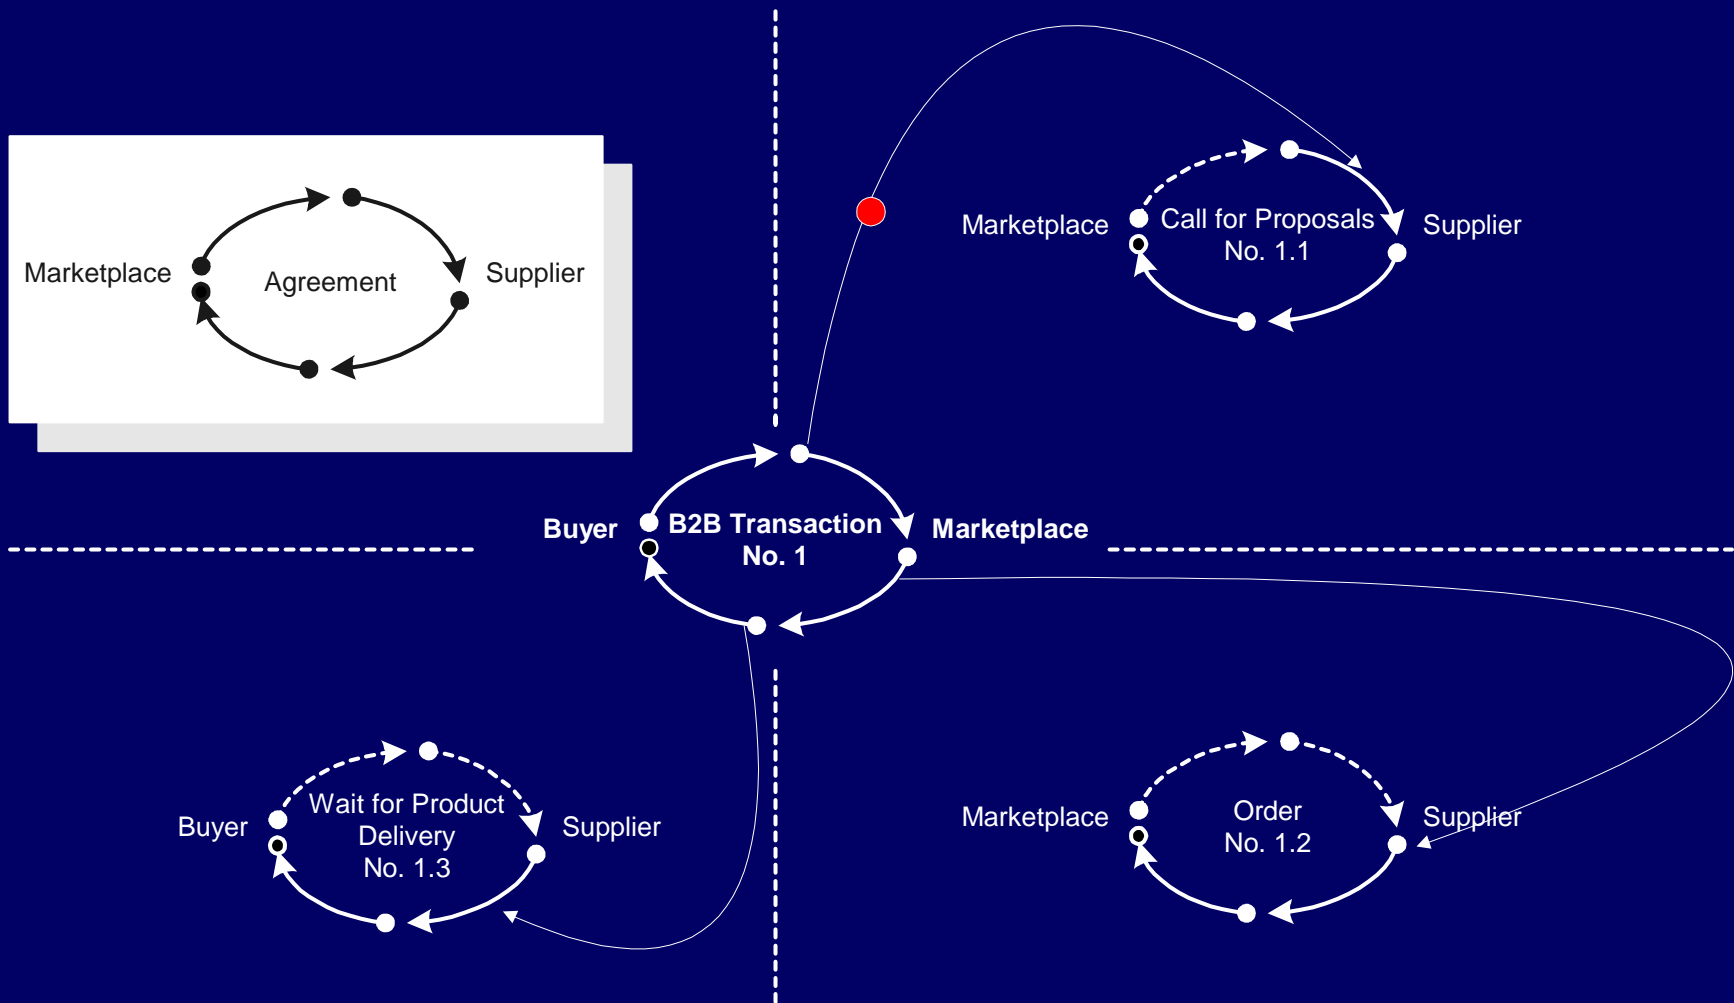 Marketplace
Agreement
Supplier
Marketplace
Call for Proposals
No. 1.1
Supplier
Buyer
B2B Transaction
No. 1
Marketplace
Buyer
Wait for Product
Delivery
No. 1.3
Supplier
Marketplace
Order
No. 1.2
Supplier